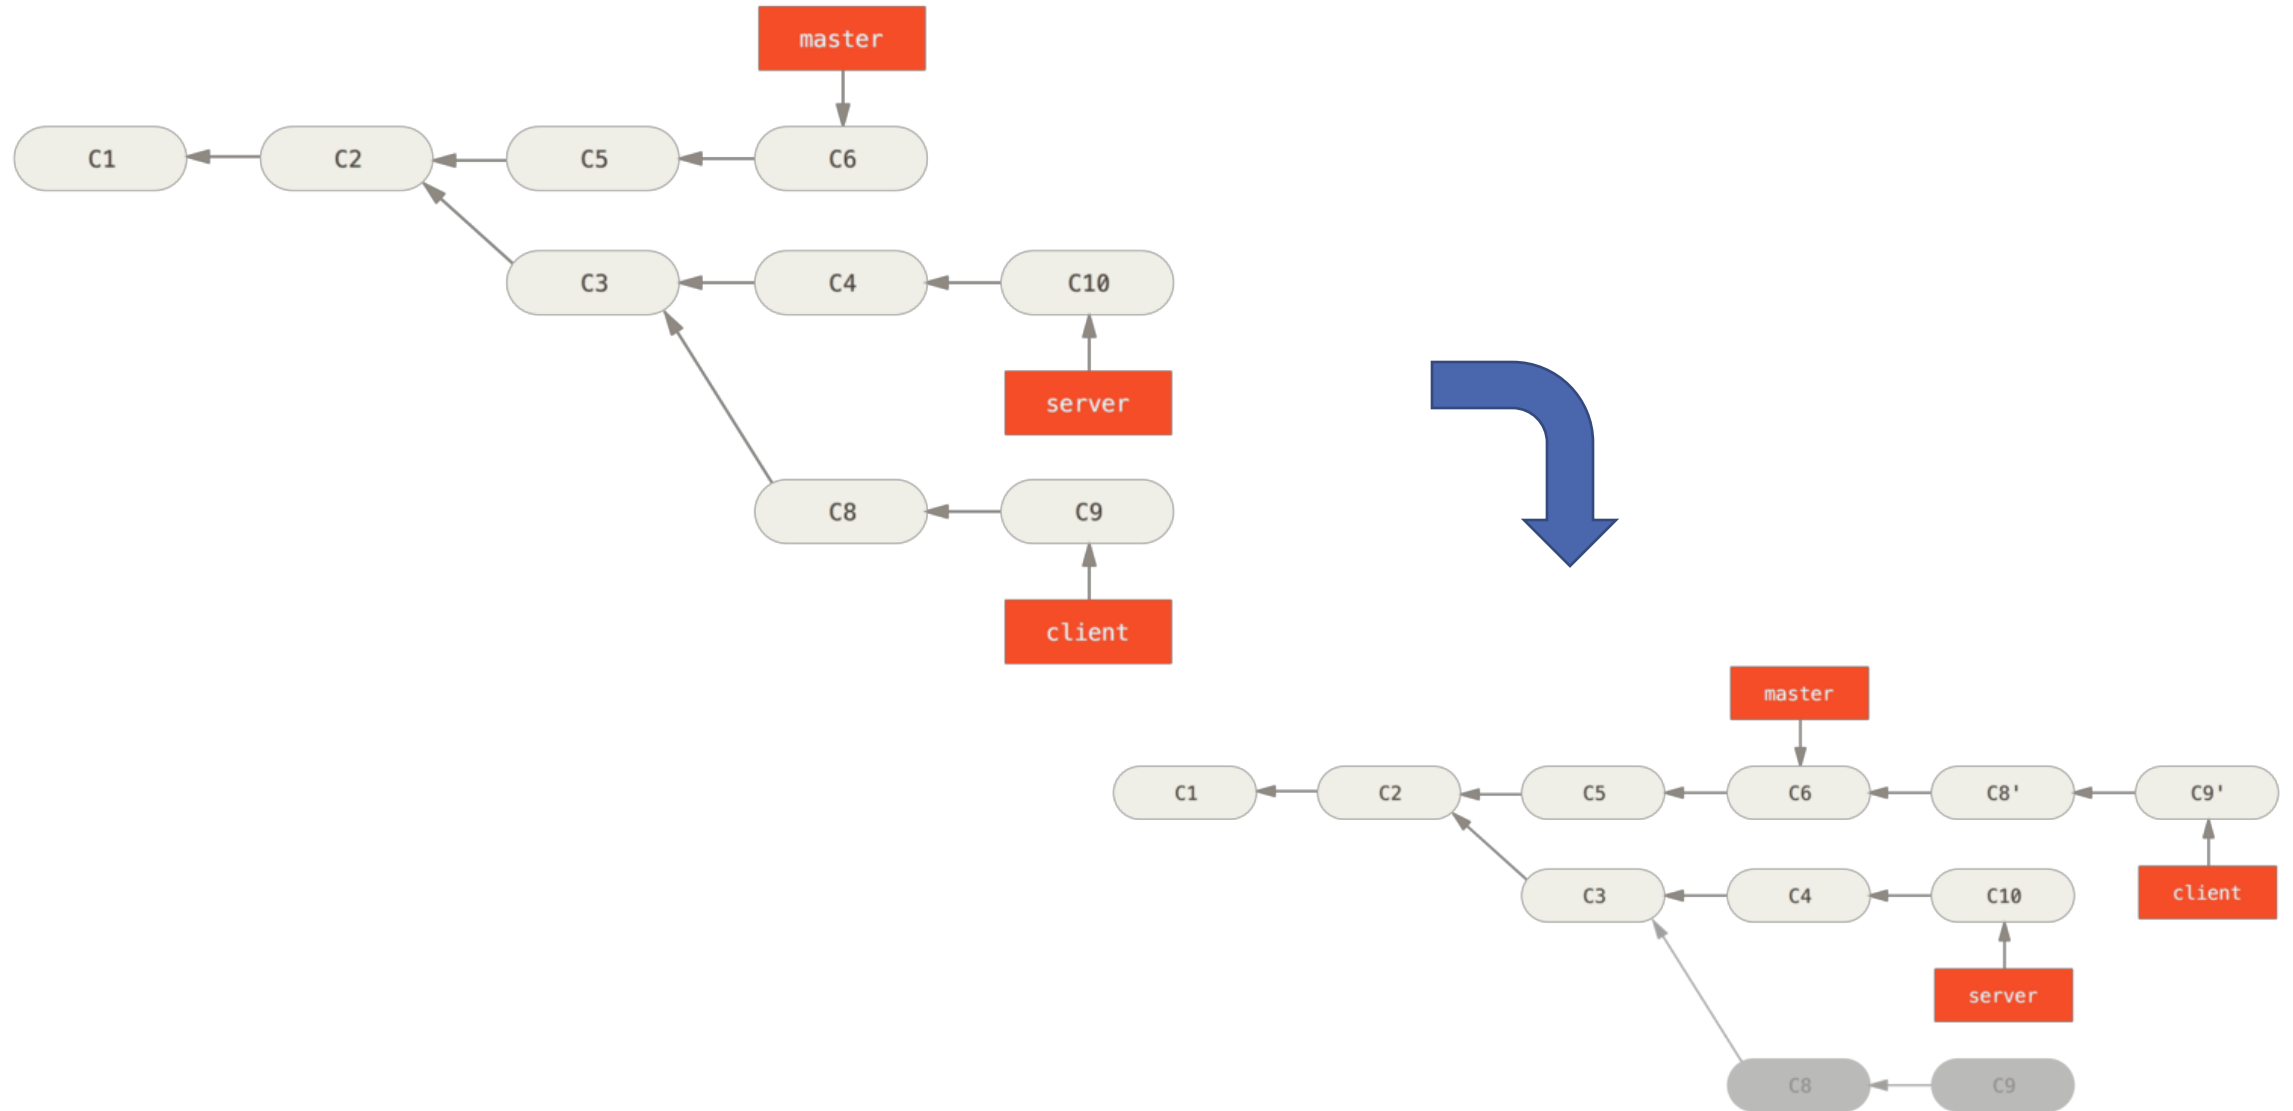 master
C1 C2 C5 C6
C3 C4 C10
server
C8 C9
client
master
C1 C2 C5 C6 C8' C9'
C3 C4 C10 client
server
C8 C9